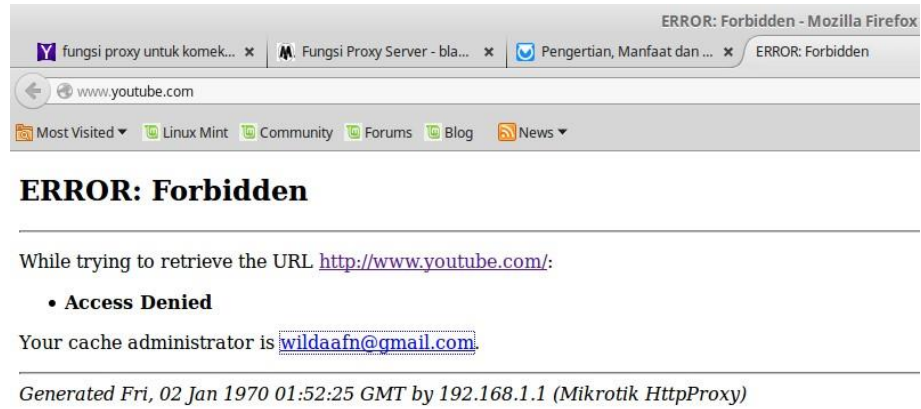 ERROR: Forbidden - Mozilla Firefox
fungsi proxy untuk komek... × Fungsi Proxy Server - bla... × Pengertian, Manfaat dan ... × ERROR: Forbidden
www.youtube.com
Most Visited Linux Mint Community Forums Blog News
ERROR: Forbidden
While trying to retrieve the URL http://www.youtube.com/:
• Access Denied
Your cache administrator is wildaafn@gmail.com.
Generated Fri, 02 Jan 1970 01:52:25 GMT by 192.168.1.1 (Mikrotik HttpProxy)